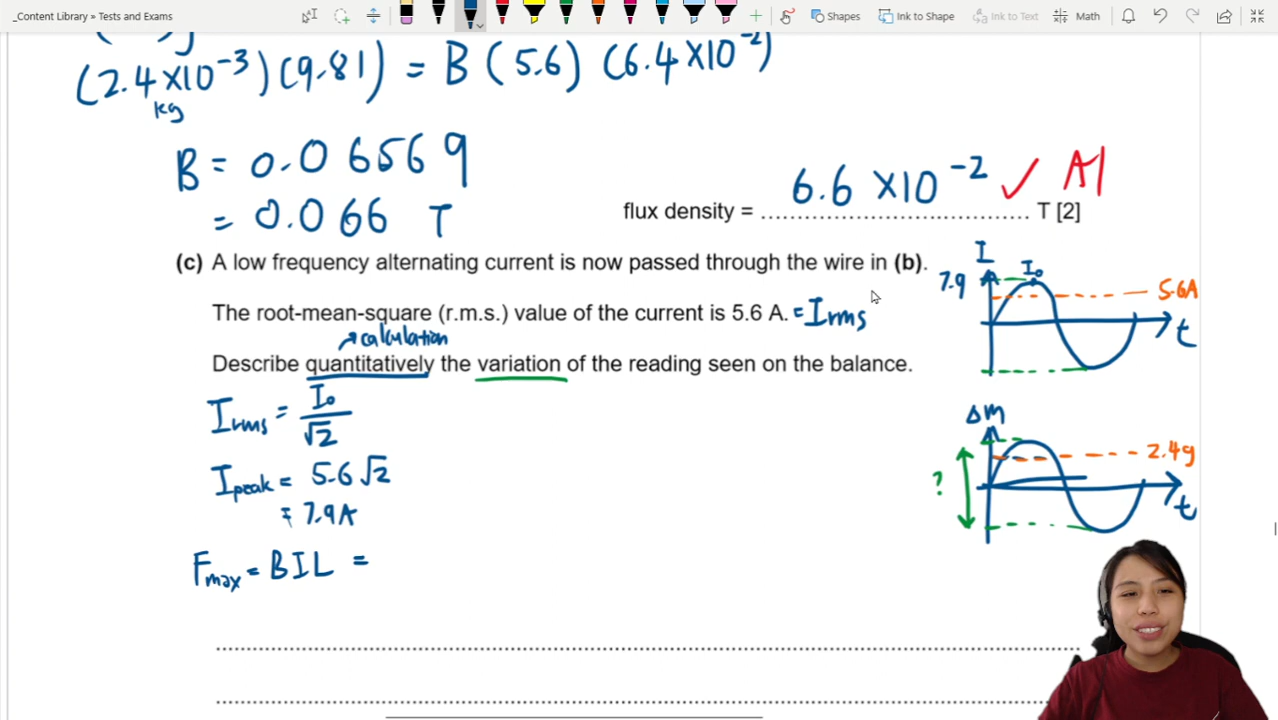 _Content Library » Tests and Exams
Shapes
Ink to Shape
Ink to Text
Math
(2.4×10⁻³)(9.81) = B (5.6) (6.4×10⁻²)
kg
B = 0.06569
= 0.066 T
6.6 ×10⁻² ✓ A1
flux density = ........................................ T [2]
(c) A low frequency alternating current is now passed through the wire in (b).
The root-mean-square (r.m.s.) value of the current is 5.6 A. = Irms
calculation
Describe quantitatively the variation of the reading seen on the balance.
Irms = I₀/√2
Ipeak = 5.6√2
= 7.9A
Fmax = BIL =
I
7.9
I₀
5.6A
t
ΔM
2.4g
?
t